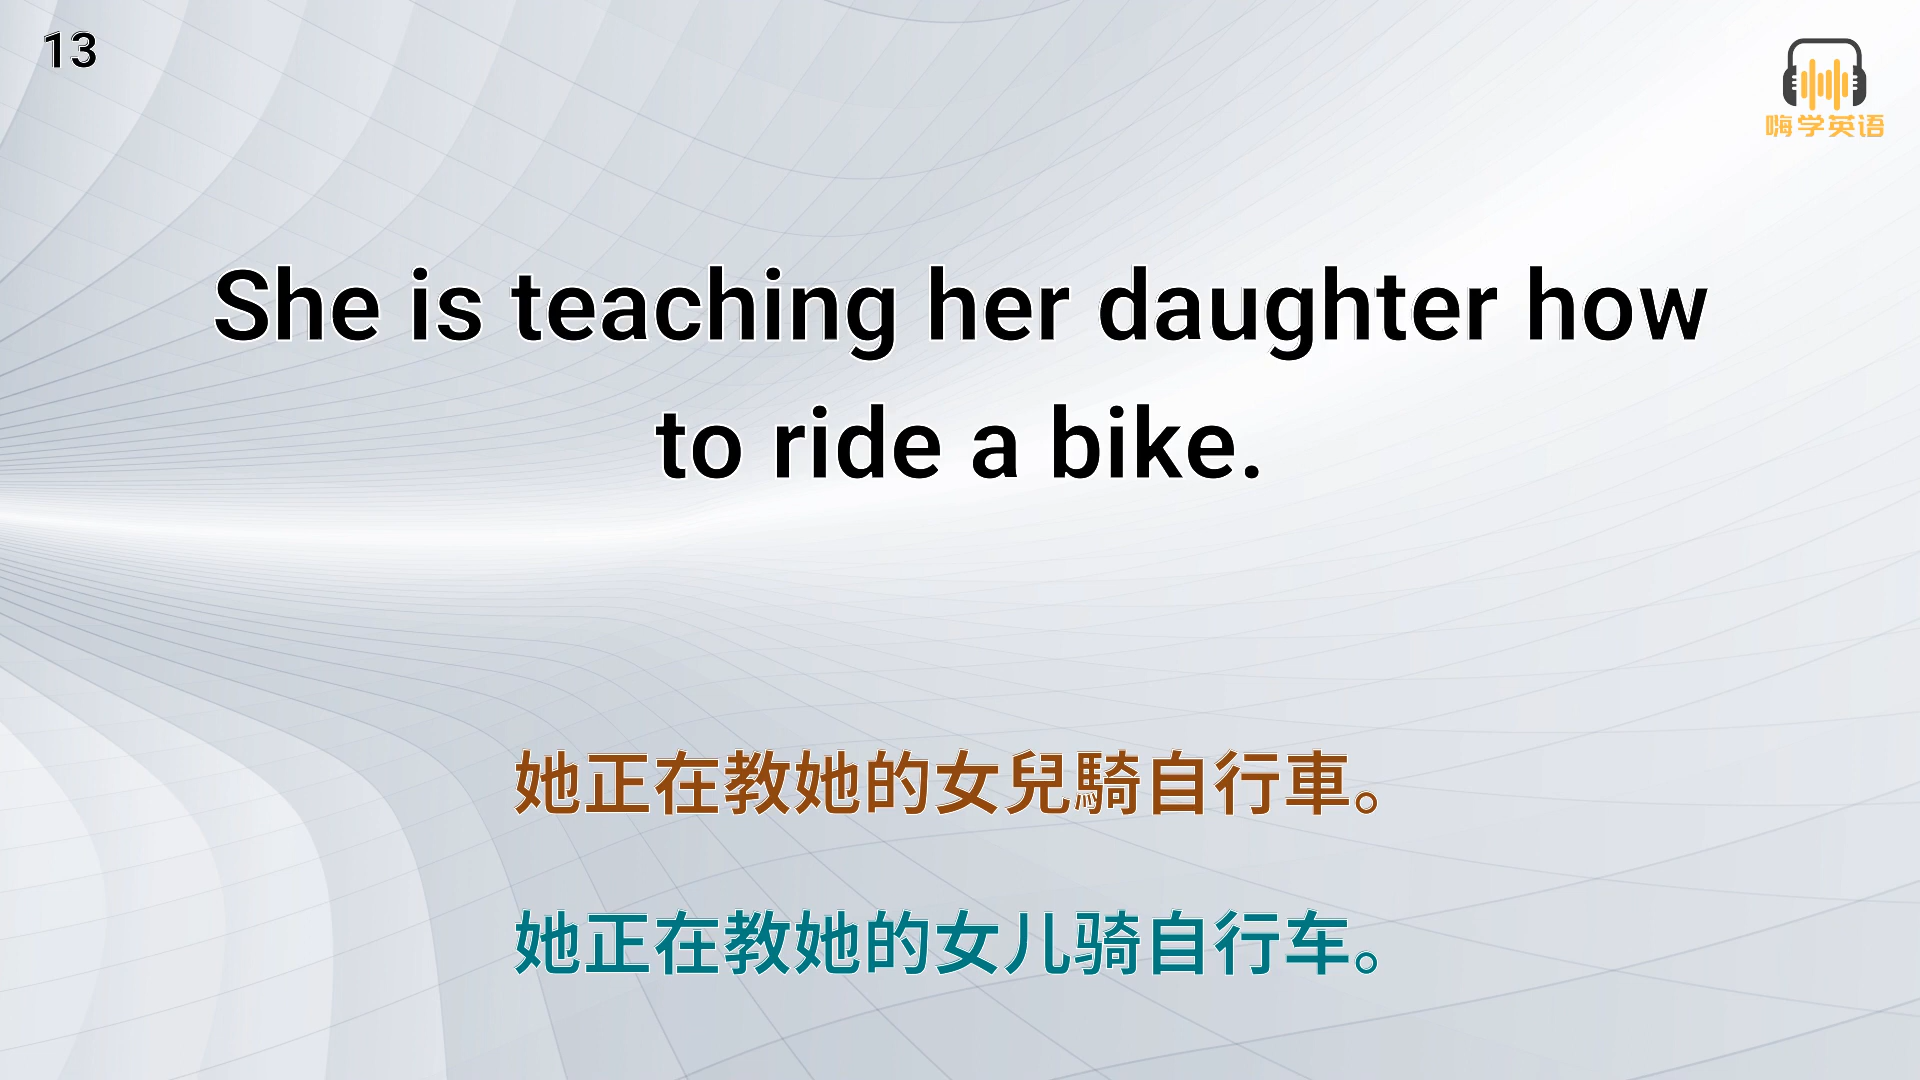 13
嗨学英语
She is teaching her daughter how
to ride a bike.
她正在教她的女兒騎自行車。
她正在教她的女儿骑自行车。